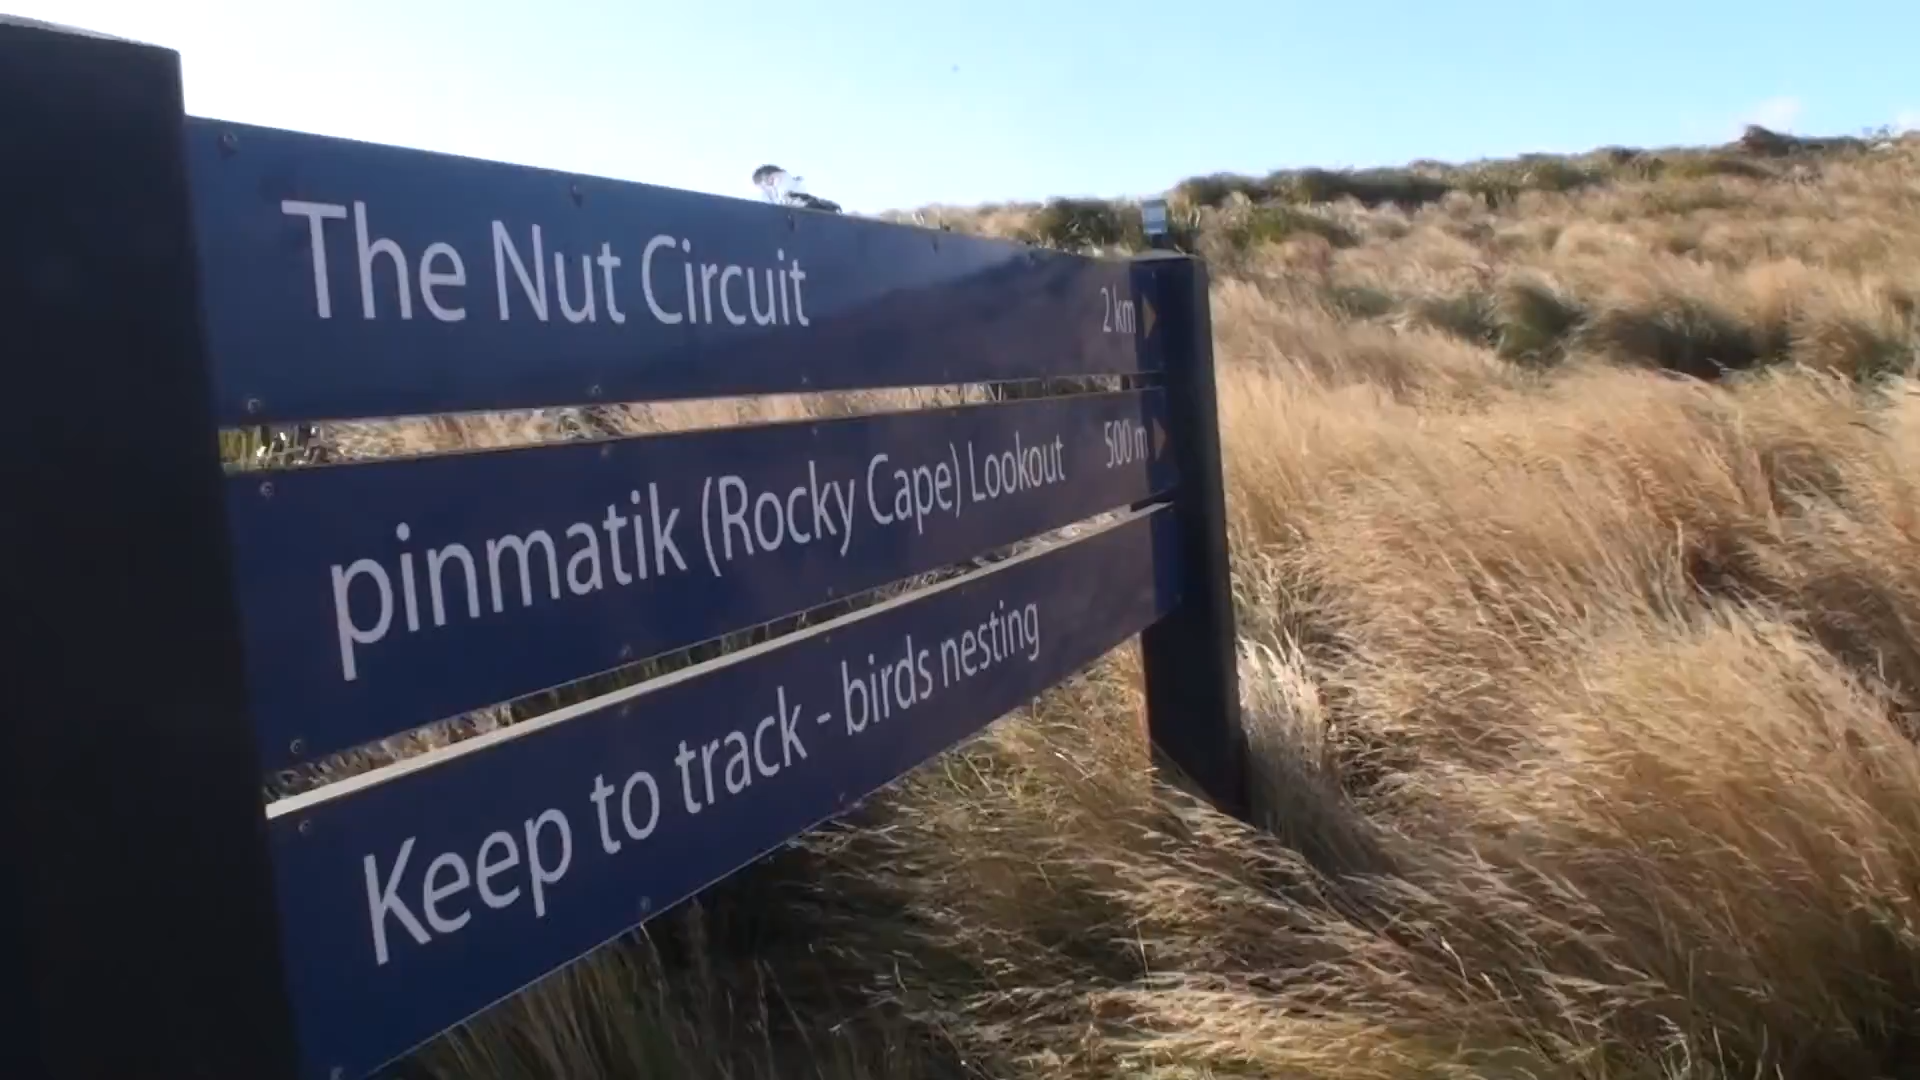 The Nut Circuit 2 km
pinmatik (Rocky Cape) Lookout 500 m
Keep to track - birds nesting